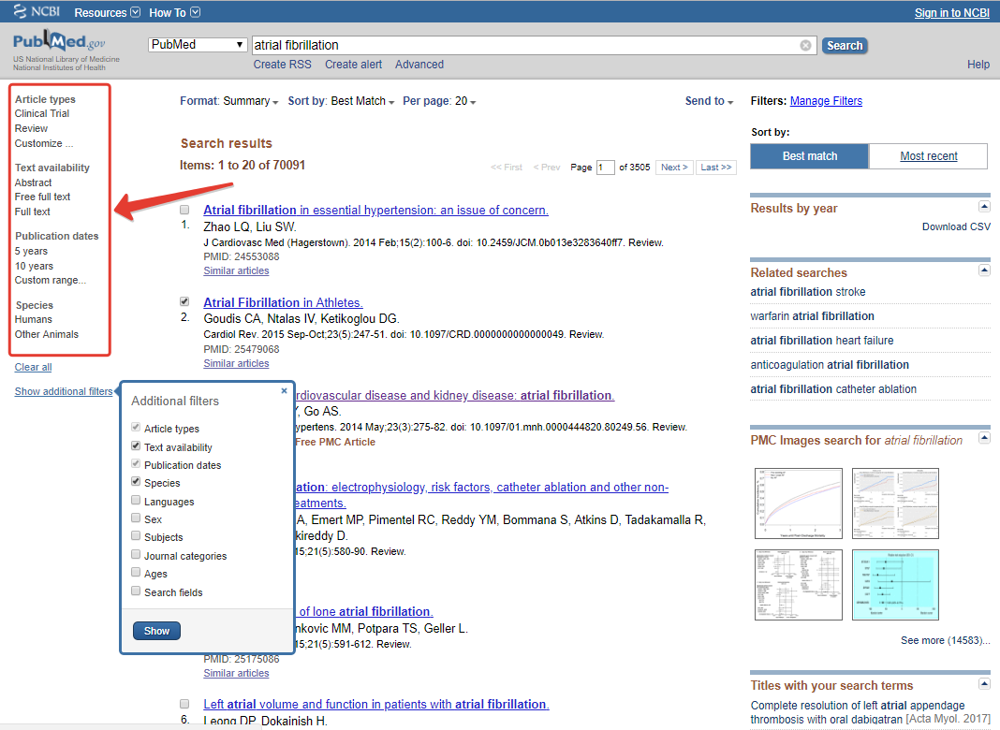 NCBI Resources How To Sign in to NCBI
PubMed.gov
US National Library of Medicine
National Institutes of Health
PubMed atrial fibrillation Search
Create RSS Create alert Advanced
Help
Article types
Clinical Trial
Review
Customize ...
Text availability
Abstract
Free full text
Full text
Publication dates
5 years
10 years
Custom range...
Species
Humans
Other Animals
Clear all
Show additional filters
Additional filters ×
Article types
Text availability
Publication dates
Species
Languages
Sex
Subjects
Journal categories
Ages
Search fields
Show
Format: Summary Sort by: Best Match Per page: 20 Send to
Search results
Items: 1 to 20 of 70091
<< First < Prev Page 1 of 3505 Next > Last >>
Atrial fibrillation in essential hypertension: an issue of concern.
1. Zhao LQ, Liu SW.
J Cardiovasc Med (Hagerstown). 2014 Feb;15(2):100-6. doi: 10.2459/JCM.0b013e3283640ff7. Review.
PMID: 24553088
Similar articles
Atrial Fibrillation in Athletes.
2. Goudis CA, Ntalas IV, Ketikoglou DG.
Cardiol Rev. 2015 Sep-Oct;23(5):247-51. doi: 10.1097/CRD.0000000000000049. Review.
PMID: 25479068
Similar articles
rdiovascular disease and kidney disease: atrial fibrillation.
, Go AS.
ypertens. 2014 May;23(3):275-82. doi: 10.1097/01.mnh.0000444820.80249.56. Review.
Free PMC Article
ation: electrophysiology, risk factors, catheter ablation and other non-
eatments.
A, Emert MP, Pimentel RC, Reddy YM, Bommana S, Atkins D, Tadakamalla R,
kireddy D.
15;21(5):580-90. Review.
of lone atrial fibrillation.
nkovic MM, Potpara TS, Geller L.
15;21(5):591-612. Review.
PMID: 25175086
Similar articles
Left atrial volume and function in patients with atrial fibrillation.
6. Leong DP, Dokainish H.
Filters: Manage Filters
Sort by:
Best match Most recent
Results by year
Download CSV
Related searches
atrial fibrillation stroke
warfarin atrial fibrillation
atrial fibrillation heart failure
anticoagulation atrial fibrillation
atrial fibrillation catheter ablation
PMC Images search for atrial fibrillation
See more (14583)...
Titles with your search terms
Complete resolution of left atrial appendage
thrombosis with oral dabigatran [Acta Myol. 2017]